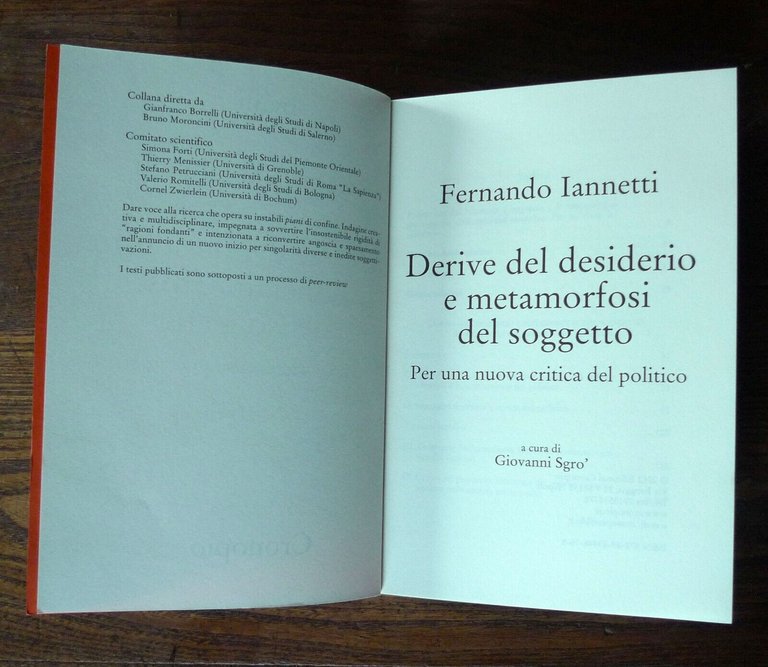 Collana diretta da
Gianfranco Borrelli (Università degli Studi di Napoli)
Bruno Moroncini (Università degli Studi di Salerno)
Comitato scientifico
Simona Forti (Università degli Studi del Piemonte Orientale)
Thierry Menissier (Università di Grenoble)
Stefano Petrucciani (Università degli Studi di Roma "La Sapienza")
Valerio Romitelli (Università degli Studi di Bologna)
Cornel Zwierlein (Università di Bochum)
Dare voce alla ricerca che opera su instabili piani di confine. Indagine crea-
tiva e multidisciplinare, impegnata a sovvertire l'insostenibile rigidità di
"ragioni fondanti" e intenzionata a riconvertire angoscia e spaesamento
nell'annuncio di un nuovo inizio per singolarità diverse e inedite soggetti-
vazioni.
I testi pubblicati sono sottoposti a un processo di peer-review
Cronopio
Fernando Iannetti
Derive del desiderio
e metamorfosi
del soggetto
Per una nuova critica del politico
a cura di
Giovanni Sgro'